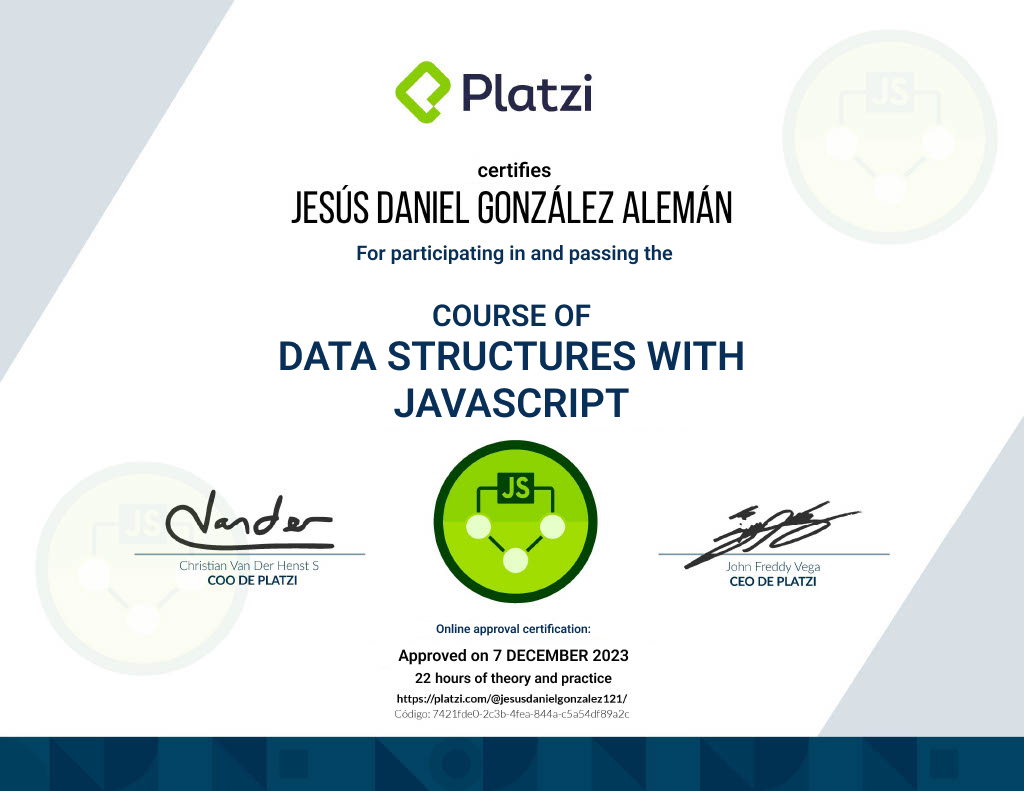 Platzi
certifies
JESÚS DANIEL GONZÁLEZ ALEMÁN
For participating in and passing the
COURSE OF
DATA STRUCTURES WITH
JAVASCRIPT
JS
JS
JS
Vander
Christian Van Der Henst S
COO DE PLATZI
John Freddy Vega
CEO DE PLATZI
Online approval certification:
Approved on 7 DECEMBER 2023
22 hours of theory and practice
https://platzi.com/@jesusdanielgonzalez121/
Código: 7421fde0-2c3b-4fea-844a-c5a54df89a2c